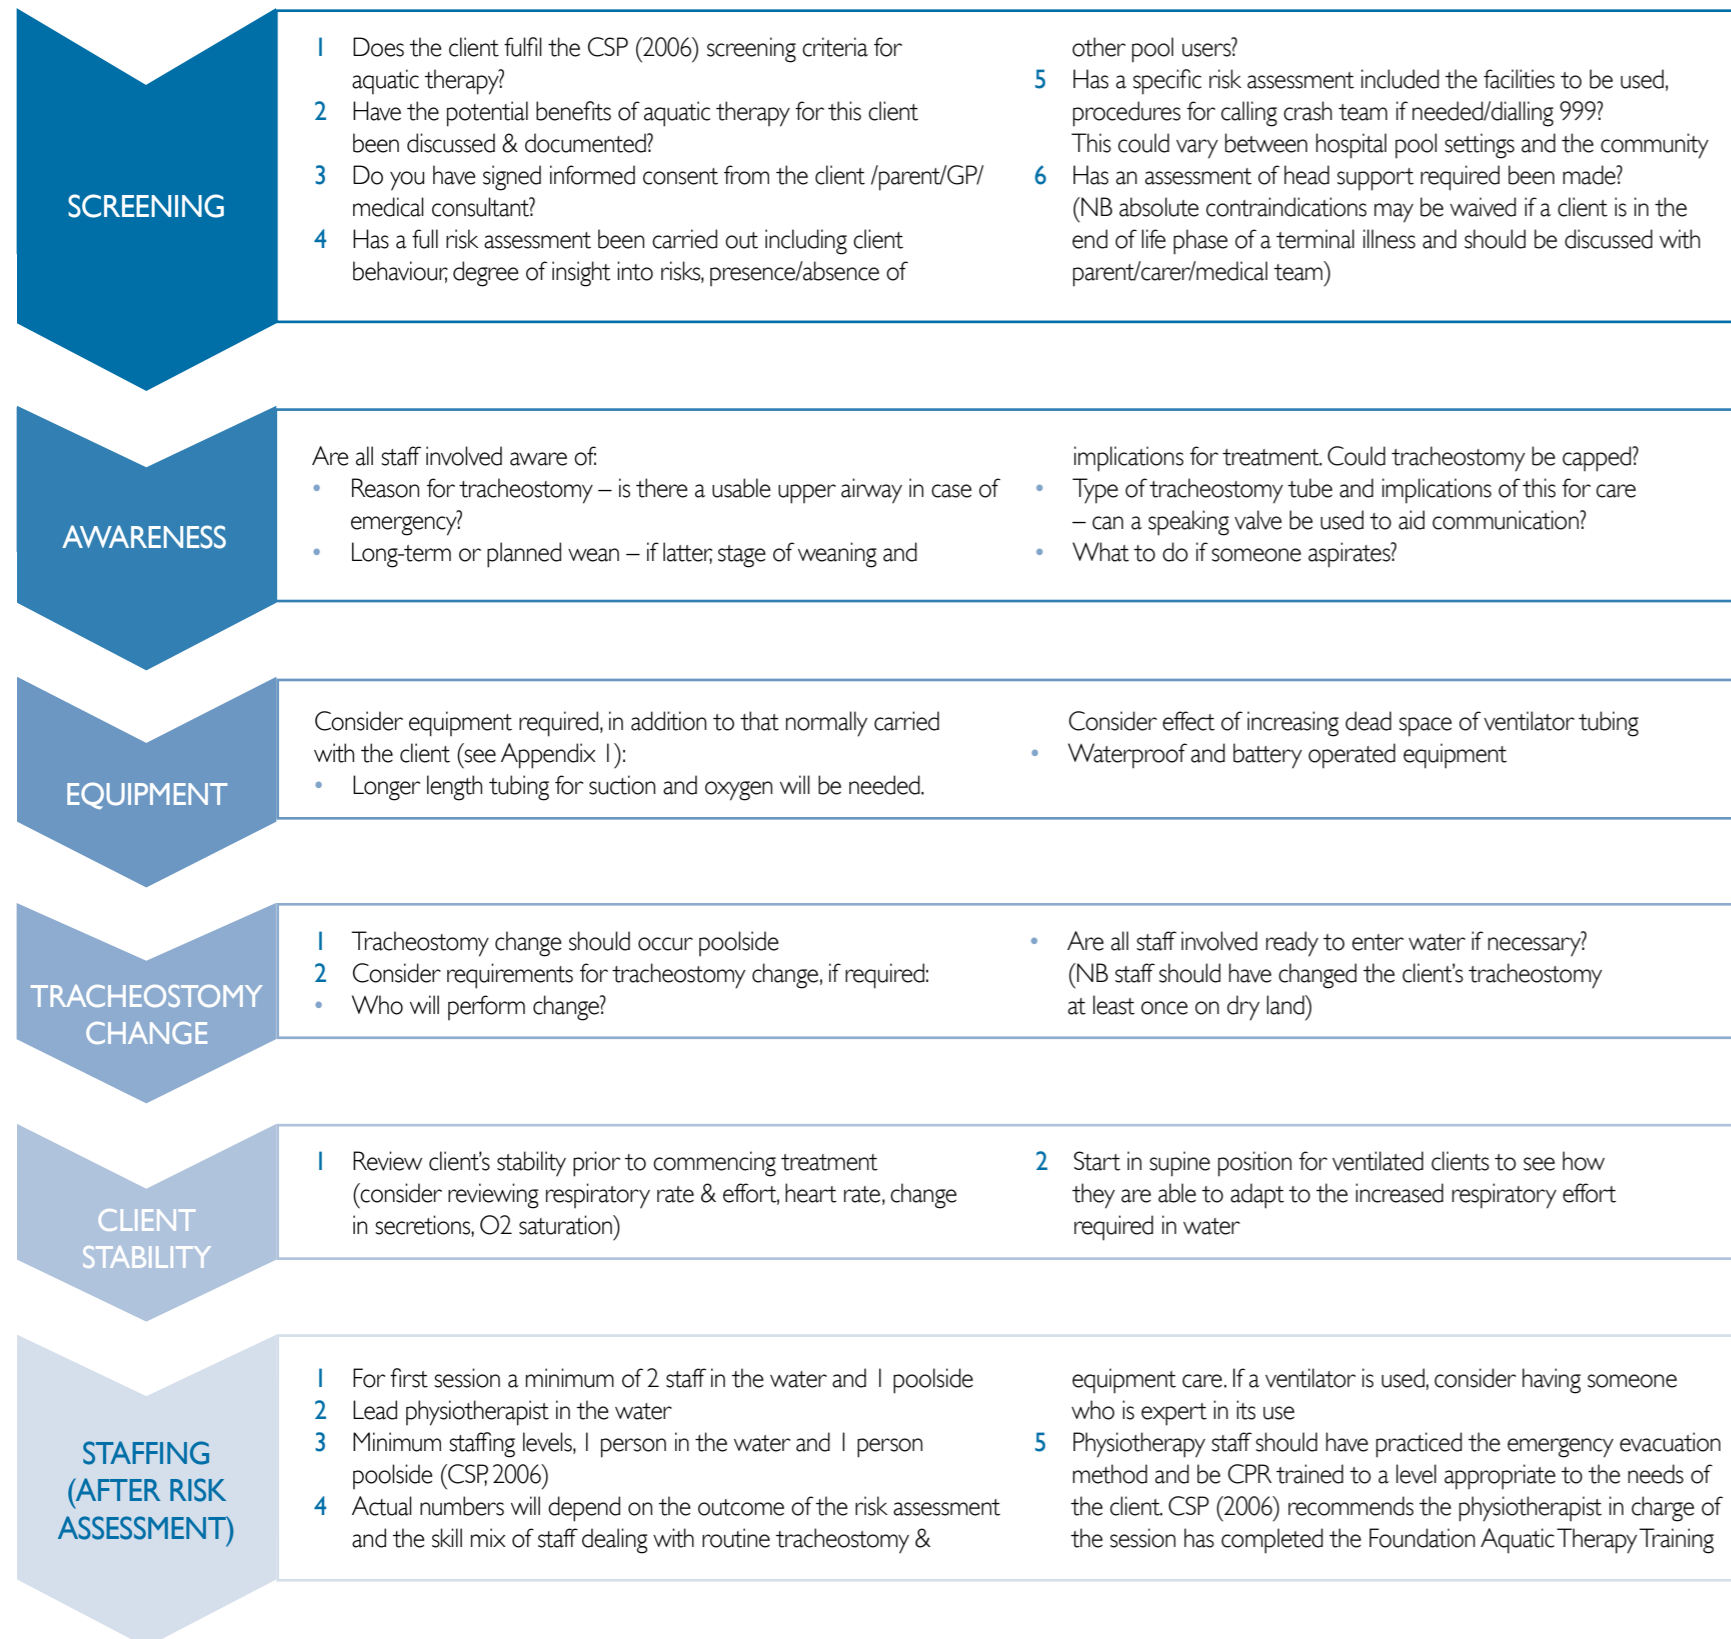 SCREENING
1 Does the client fulfil the CSP (2006) screening criteria for
aquatic therapy?
2 Have the potential benefits of aquatic therapy for this client
been discussed & documented?
3 Do you have signed informed consent from the client /parent/GP/
medical consultant?
4 Has a full risk assessment been carried out including client
behaviour, degree of insight into risks, presence/absence of
other pool users?
5 Has a specific risk assessment included the facilities to be used,
procedures for calling crash team if needed/dialling 999?
This could vary between hospital pool settings and the community
6 Has an assessment of head support required been made?
(NB absolute contraindications may be waived if a client is in the
end of life phase of a terminal illness and should be discussed with
parent/carer/medical team)
AWARENESS
Are all staff involved aware of:
• Reason for tracheostomy – is there a usable upper airway in case of
emergency?
• Long-term or planned wean – if latter, stage of weaning and
implications for treatment. Could tracheostomy be capped?
• Type of tracheostomy tube and implications of this for care
– can a speaking valve be used to aid communication?
• What to do if someone aspirates?
EQUIPMENT
Consider equipment required, in addition to that normally carried
with the client (see Appendix 1):
• Longer length tubing for suction and oxygen will be needed.
Consider effect of increasing dead space of ventilator tubing
• Waterproof and battery operated equipment
TRACHEOSTOMY
CHANGE
1 Tracheostomy change should occur poolside
2 Consider requirements for tracheostomy change, if required:
• Who will perform change?
• Are all staff involved ready to enter water if necessary?
(NB staff should have changed the client's tracheostomy
at least once on dry land)
CLIENT
STABILITY
1 Review client's stability prior to commencing treatment
(consider reviewing respiratory rate & effort, heart rate, change
in secretions, O2 saturation)
2 Start in supine position for ventilated clients to see how
they are able to adapt to the increased respiratory effort
required in water
STAFFING
(AFTER RISK
ASSESSMENT)
1 For first session a minimum of 2 staff in the water and 1 poolside
2 Lead physiotherapist in the water
3 Minimum staffing levels, 1 person in the water and 1 person
poolside (CSP, 2006)
4 Actual numbers will depend on the outcome of the risk assessment
and the skill mix of staff dealing with routine tracheostomy &
equipment care. If a ventilator is used, consider having someone
who is expert in its use
5 Physiotherapy staff should have practiced the emergency evacuation
method and be CPR trained to a level appropriate to the needs of
the client. CSP (2006) recommends the physiotherapist in charge of
the session has completed the Foundation Aquatic Therapy Training